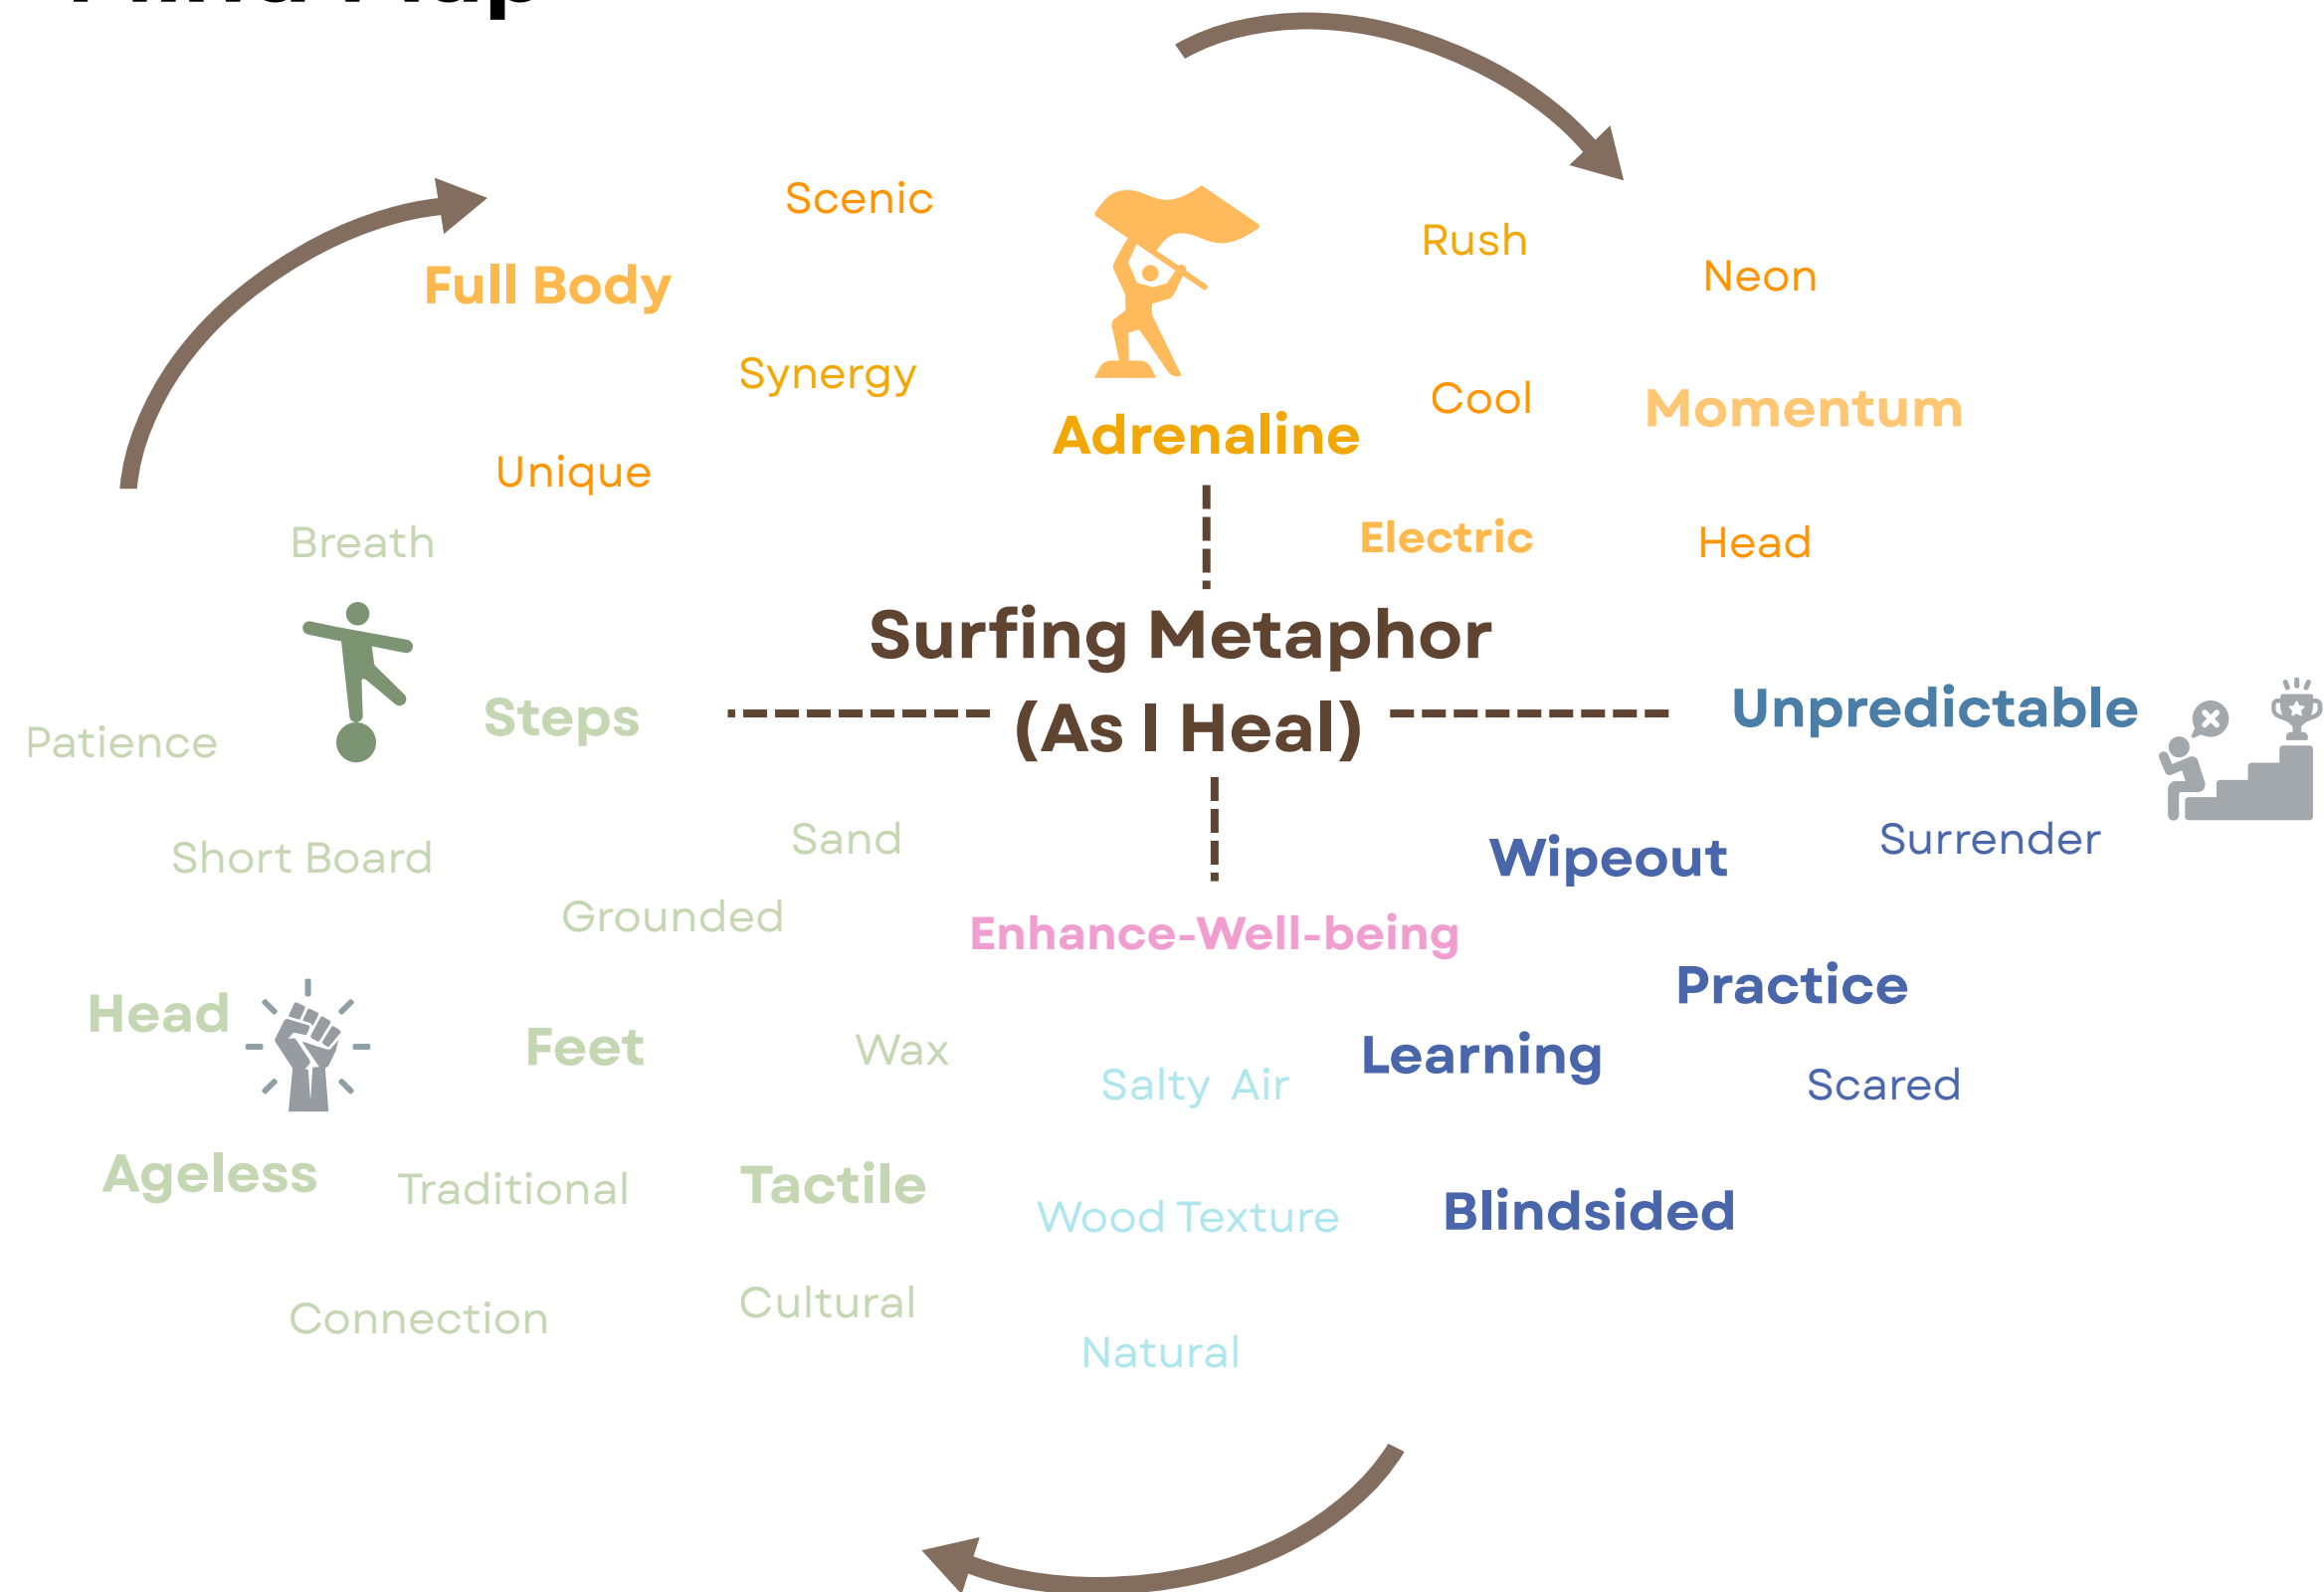 Mind Map
Scenic
Rush
Neon
Full Body
Synergy
Cool
Momentum
Adrenaline
Unique
Breath
Electric
Head
Surfing Metaphor
(As I Heal)
Steps
Unpredictable
Patience
Short Board
Sand
Wipeout
Surrender
Grounded
Enhance-Well-being
Practice
Head
Feet
Wax
Learning
Salty Air
Scared
Ageless
Traditional
Tactile
Wood Texture
Blindsided
Connection
Cultural
Natural